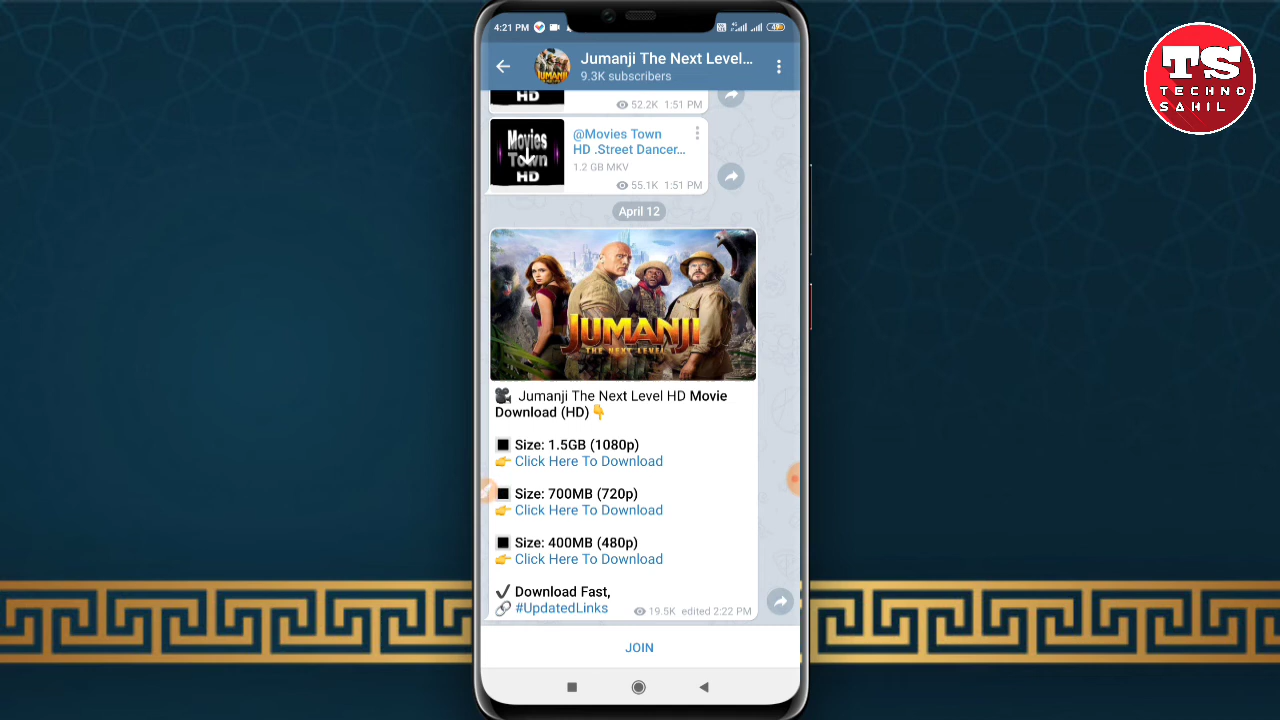 4:21 PM
Jumanji The Next Level...
9.3K subscribers
TS
TECHNO
SAHIL
HD
52.2K 1:51 PM
Movies
Town
HD
@Movies Town
HD .Street Dancer...
1.2 GB MKV
55.1K 1:51 PM
April 12
JUMANJI
THE NEXT LEVEL
🎥 Jumanji The Next Level HD Movie
Download (HD)👇
◼ Size: 1.5GB (1080p)
👉 Click Here To Download
◼ Size: 700MB (720p)
👉 Click Here To Download
◼ Size: 400MB (480p)
👉 Click Here To Download
✔ Download Fast,
🔗 #UpdatedLinks
19.5K edited 2:22 PM
JOIN